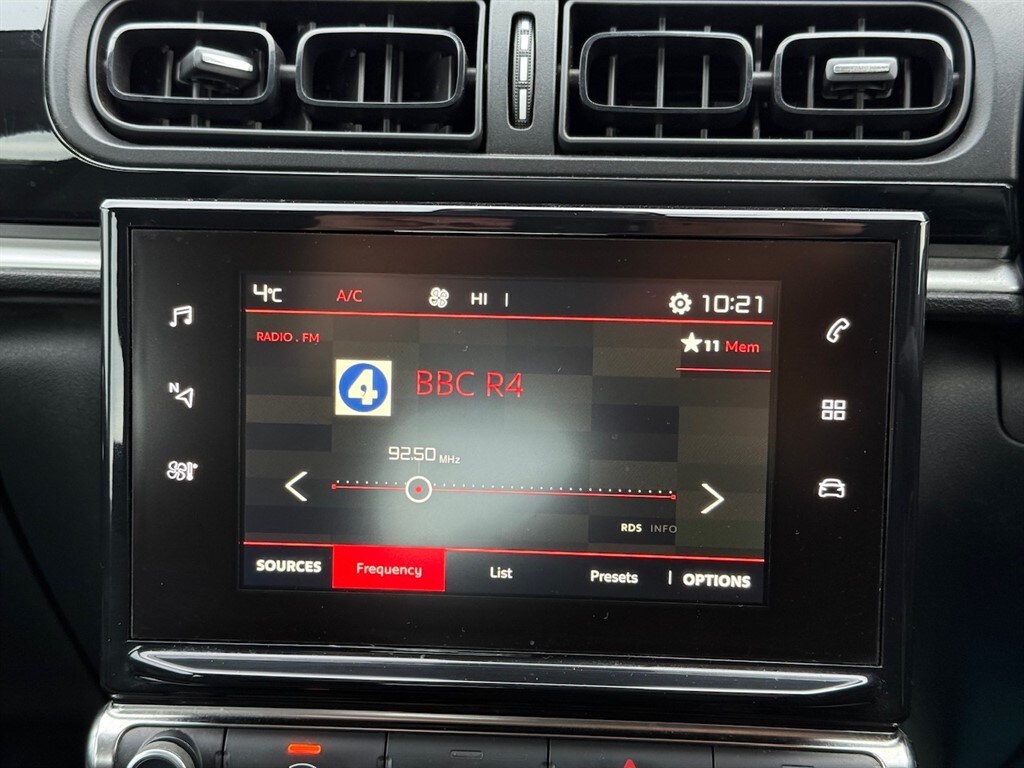 4°C A/C HI 10:21
RADIO . FM
11 Mem
4 BBC R4
N
92.50 MHz
RDS INFO
SOURCES Frequency List Presets OPTIONS